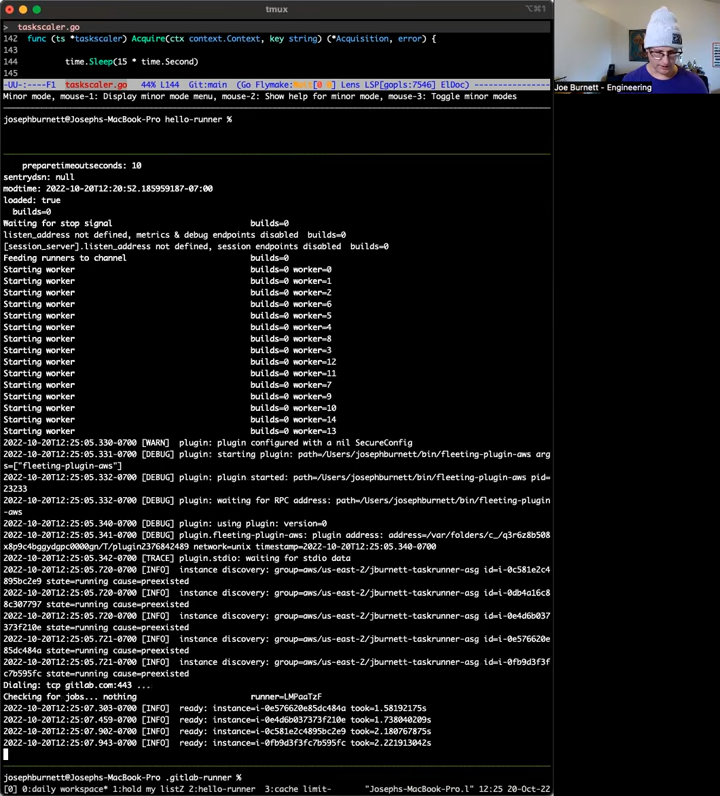 tmux
⌥⌘1
> taskscaler.go
142 func (ts *taskscaler) Acquire(ctx context.Context, key string) (*Acquisition, error) {
143
144 time.Sleep(15 * time.Second)
145
-UU-:----F1 taskscaler.go 44% L144 Git:main (Go Flymake: [0 0] Lens LSP[gopls:7546] ElDoc) -------------
Minor mode, mouse-1: Display minor mode menu, mouse-2: Show help for minor mode, mouse-3: Toggle minor modes
Joe Burnett - Engineering
josephburnett@Josephs-MacBook-Pro hello-runner %
preparetimeoutseconds: 10
sentrydsn: null
modtime: 2022-10-20T12:20:52.185959187-07:00
loaded: true
builds=0
Waiting for stop signal builds=0
listen_address not defined, metrics & debug endpoints disabled builds=0
[session_server].listen_address not defined, session endpoints disabled builds=0
Feeding runners to channel builds=0
Starting worker builds=0 worker=0
Starting worker builds=0 worker=1
Starting worker builds=0 worker=2
Starting worker builds=0 worker=6
Starting worker builds=0 worker=5
Starting worker builds=0 worker=4
Starting worker builds=0 worker=8
Starting worker builds=0 worker=3
Starting worker builds=0 worker=12
Starting worker builds=0 worker=11
Starting worker builds=0 worker=7
Starting worker builds=0 worker=9
Starting worker builds=0 worker=10
Starting worker builds=0 worker=14
Starting worker builds=0 worker=13
2022-10-20T12:25:05.330-0700 [WARN] plugin: plugin configured with a nil SecureConfig
2022-10-20T12:25:05.331-0700 [DEBUG] plugin: starting plugin: path=/Users/josephburnett/bin/fleeting-plugin-aws arg
s=["fleeting-plugin-aws"]
2022-10-20T12:25:05.332-0700 [DEBUG] plugin: plugin started: path=/Users/josephburnett/bin/fleeting-plugin-aws pid=
23233
2022-10-20T12:25:05.332-0700 [DEBUG] plugin: waiting for RPC address: path=/Users/josephburnett/bin/fleeting-plugin
-aws
2022-10-20T12:25:05.340-0700 [DEBUG] plugin: using plugin: version=0
2022-10-20T12:25:05.341-0700 [DEBUG] plugin.fleeting-plugin-aws: plugin address: address=/var/folders/c_/q3r6z8b508
x8p9c4bggydgpc0000gn/T/plugin2376842489 network=unix timestamp=2022-10-20T12:25:05.340-0700
2022-10-20T12:25:05.342-0700 [TRACE] plugin.stdio: waiting for stdio data
2022-10-20T12:25:05.720-0700 [INFO] instance discovery: group=aws/us-east-2/jburnett-taskrunner-asg id=i-0c581e2c4
895bc2e9 state=running cause=preexisted
2022-10-20T12:25:05.720-0700 [INFO] instance discovery: group=aws/us-east-2/jburnett-taskrunner-asg id=i-0db4a16c8
8c307797 state=running cause=preexisted
2022-10-20T12:25:05.720-0700 [INFO] instance discovery: group=aws/us-east-2/jburnett-taskrunner-asg id=i-0e4d6b037
373f210e state=running cause=preexisted
2022-10-20T12:25:05.721-0700 [INFO] instance discovery: group=aws/us-east-2/jburnett-taskrunner-asg id=i-0e576620e
85dc484a state=running cause=preexisted
2022-10-20T12:25:05.721-0700 [INFO] instance discovery: group=aws/us-east-2/jburnett-taskrunner-asg id=i-0fb9d3f3f
c7b595fc state=running cause=preexisted
Dialing: tcp gitlab.com:443 ...
Checking for jobs... nothing runner=LMPaaTzF
2022-10-20T12:25:07.303-0700 [INFO] ready: instance=i-0e576620e85dc484a took=1.58192175s
2022-10-20T12:25:07.459-0700 [INFO] ready: instance=i-0e4d6b037373f210e took=1.738040209s
2022-10-20T12:25:07.902-0700 [INFO] ready: instance=i-0c581e2c4895bc2e9 took=2.180767875s
2022-10-20T12:25:07.943-0700 [INFO] ready: instance=i-0fb9d3f3fc7b595fc took=2.221913042s
josephburnett@Josephs-MacBook-Pro .gitlab-runner %
[0] 0:daily workspace* 1:hold my listZ 2:hello-runner 3:cache limit- "Josephs-MacBook-Pro.l" 12:25 20-Oct-22